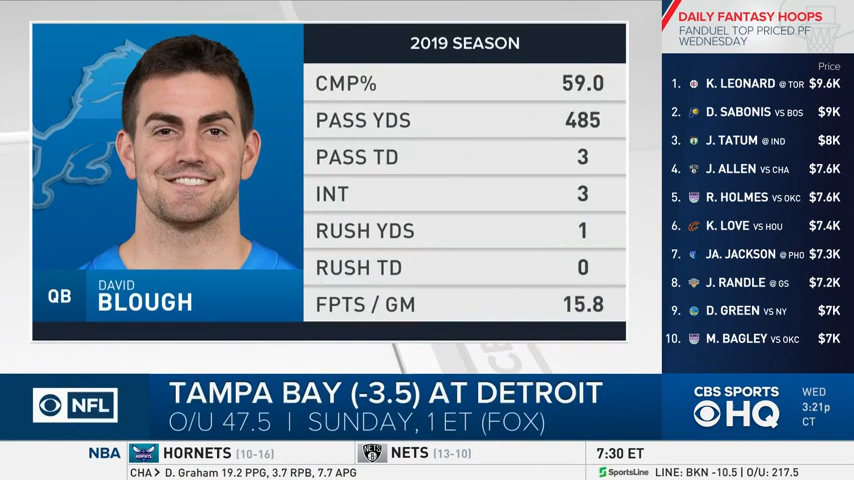 2019 SEASON
CMP% 59.0
PASS YDS 485
PASS TD 3
INT 3
RUSH YDS 1
RUSH TD 0
FPTS / GM 15.8
QB
DAVID
BLOUGH
DAILY FANTASY HOOPS
FANDUEL TOP PRICED PF
WEDNESDAY
Price
1. K. LEONARD @ TOR $9.6K
2. D. SABONIS VS BOS $9K
3. J. TATUM @ IND $8K
4. J. ALLEN VS CHA $7.6K
5. R. HOLMES VS OKC $7.6K
6. K. LOVE VS HOU $7.4K
7. JA. JACKSON @ PHO $7.3K
8. J. RANDLE @ GS $7.2K
9. D. GREEN VS NY $7K
10. M. BAGLEY VS OKC $7K
NFL
TAMPA BAY (-3.5) AT DETROIT
O/U 47.5 | SUNDAY, 1 ET (FOX)
CBS SPORTS
HQ
WED
3:21p
CT
NBA HORNETS (10-16) NETS (13-10) 7:30 ET
CHA > D. Graham 19.2 PPG, 3.7 RPB, 7.7 APG
SportsLine LINE: BKN -10.5 | O/U: 217.5